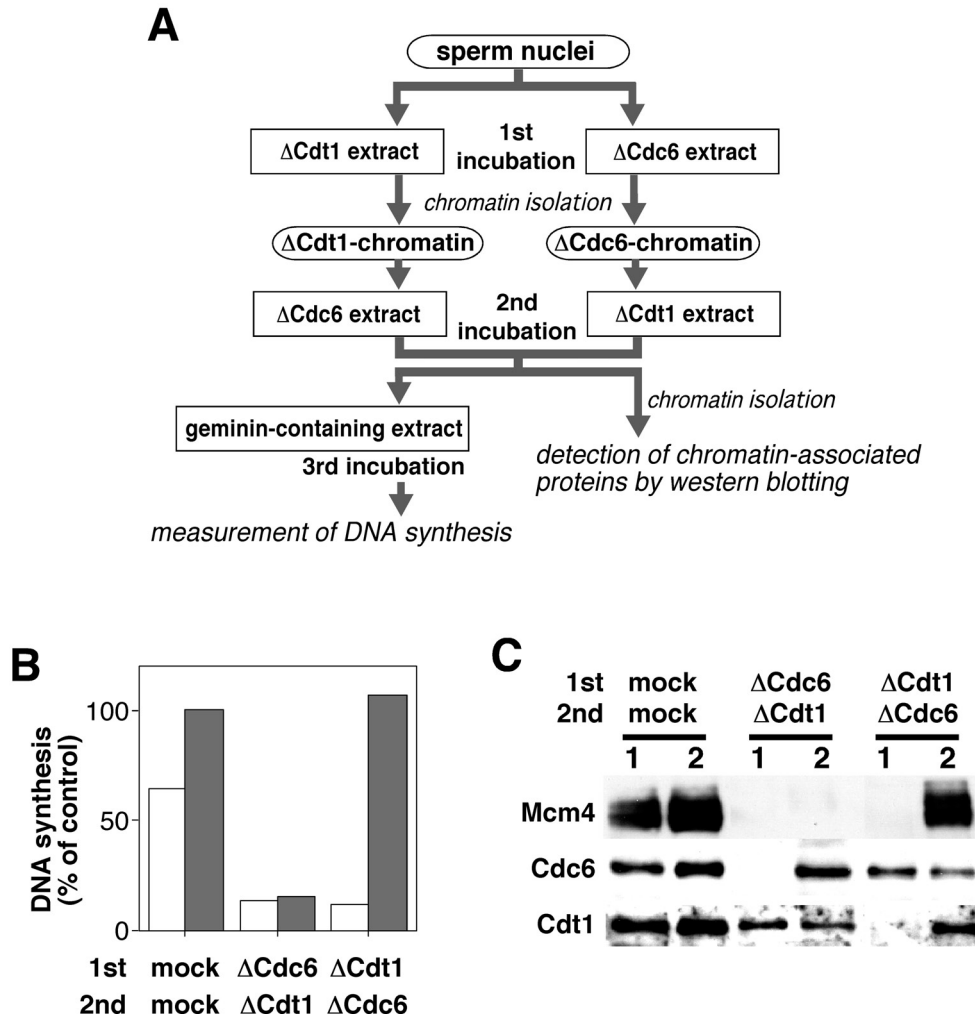 A
sperm nuclei
ΔCdt1 extract
1st
incubation
ΔCdc6 extract
chromatin isolation
ΔCdt1-chromatin
ΔCdc6-chromatin
ΔCdc6 extract
2nd
incubation
ΔCdt1 extract
chromatin isolation
geminin-containing extract
3rd incubation
detection of chromatin-associated
proteins by western blotting
measurement of DNA synthesis
B
DNA synthesis
(% of control)
100
50
0
1st mock ΔCdc6 ΔCdt1
2nd mock ΔCdt1 ΔCdc6
C
1st mock ΔCdc6 ΔCdt1
2nd mock ΔCdt1 ΔCdc6
1 2 1 2 1 2
Mcm4
Cdc6
Cdt1